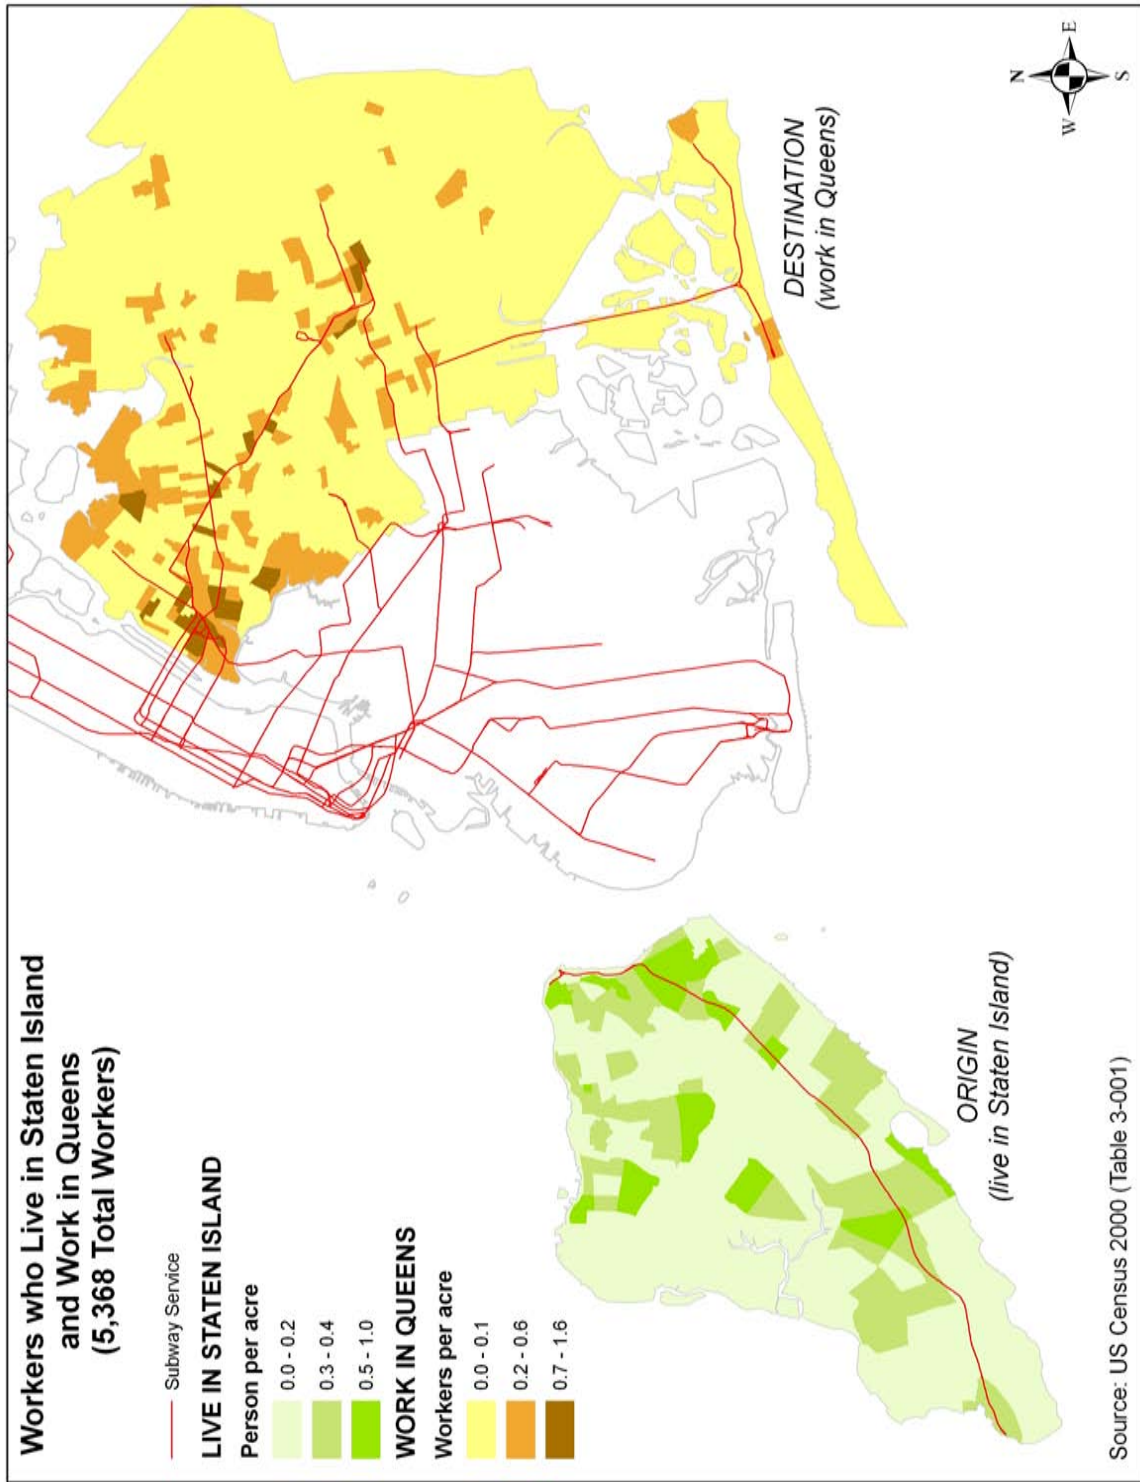 Workers who Live in Staten Island
and Work in Queens
(5,368 Total Workers)
Subway Service
LIVE IN STATEN ISLAND
Person per acre
0.0 - 0.2
0.3 - 0.4
0.5 - 1.0
WORK IN QUEENS
Workers per acre
0.0 - 0.1
0.2 - 0.6
0.7 - 1.6
ORIGIN
(live in Staten Island)
DESTINATION
(work in Queens)
N
W
E
S
Source: US Census 2000 (Table 3-001)